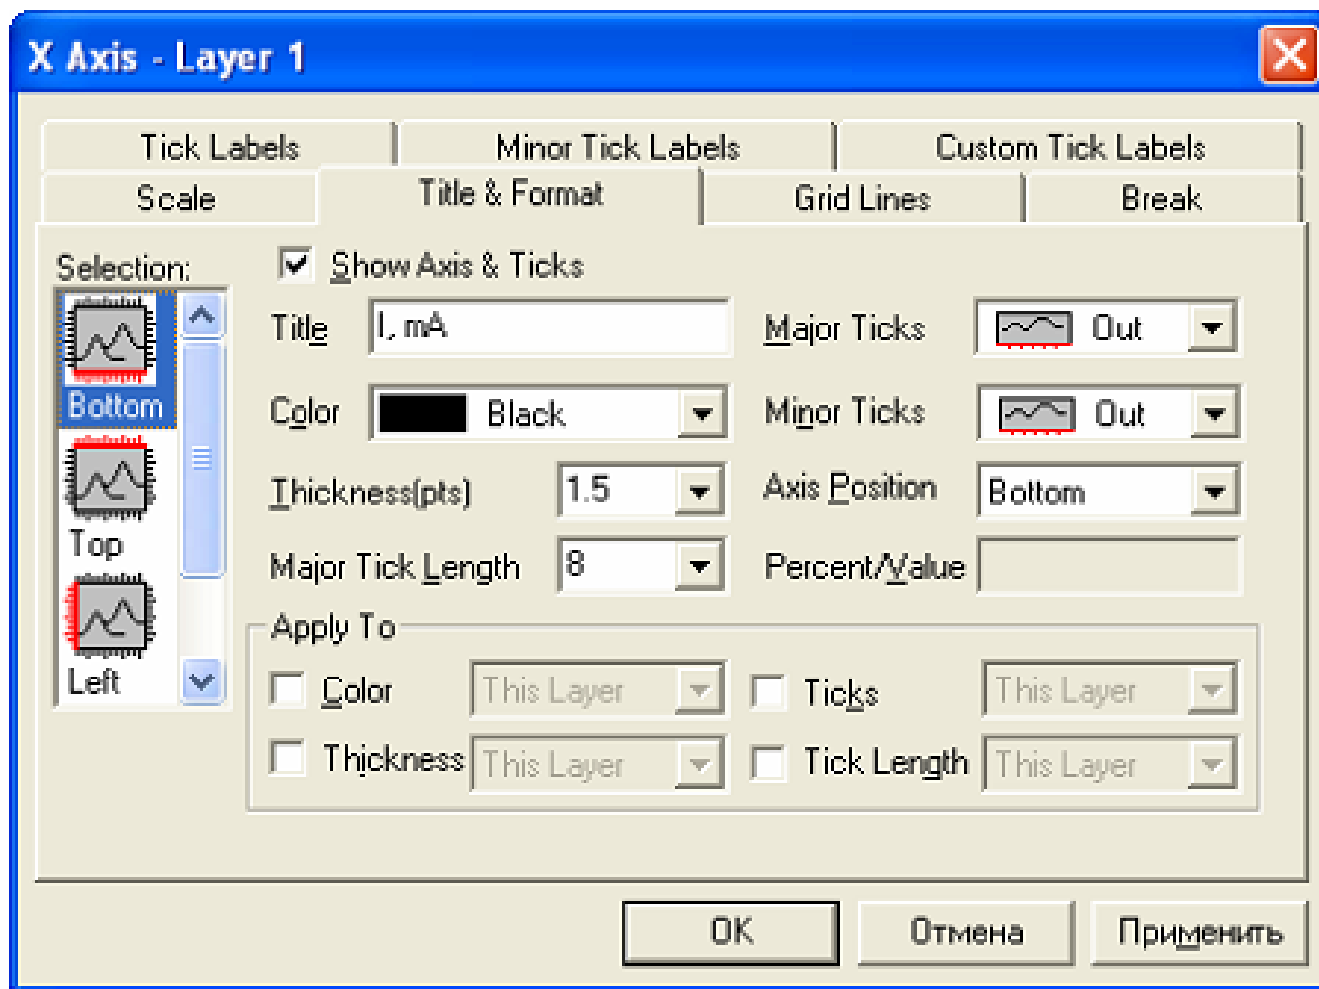 X Axis - Layer 1
Tick Labels Minor Tick Labels Custom Tick Labels
Scale Title & Format Grid Lines Break
Selection: Show Axis & Ticks
Title I, mA Major Ticks Out
Bottom Color Black Minor Ticks Out
Thickness(pts) 1.5 Axis Position Bottom
Top Major Tick Length 8 Percent/Value
Apply To
Left Color This Layer Ticks This Layer
Thickness This Layer Tick Length This Layer
OK Отмена Применить